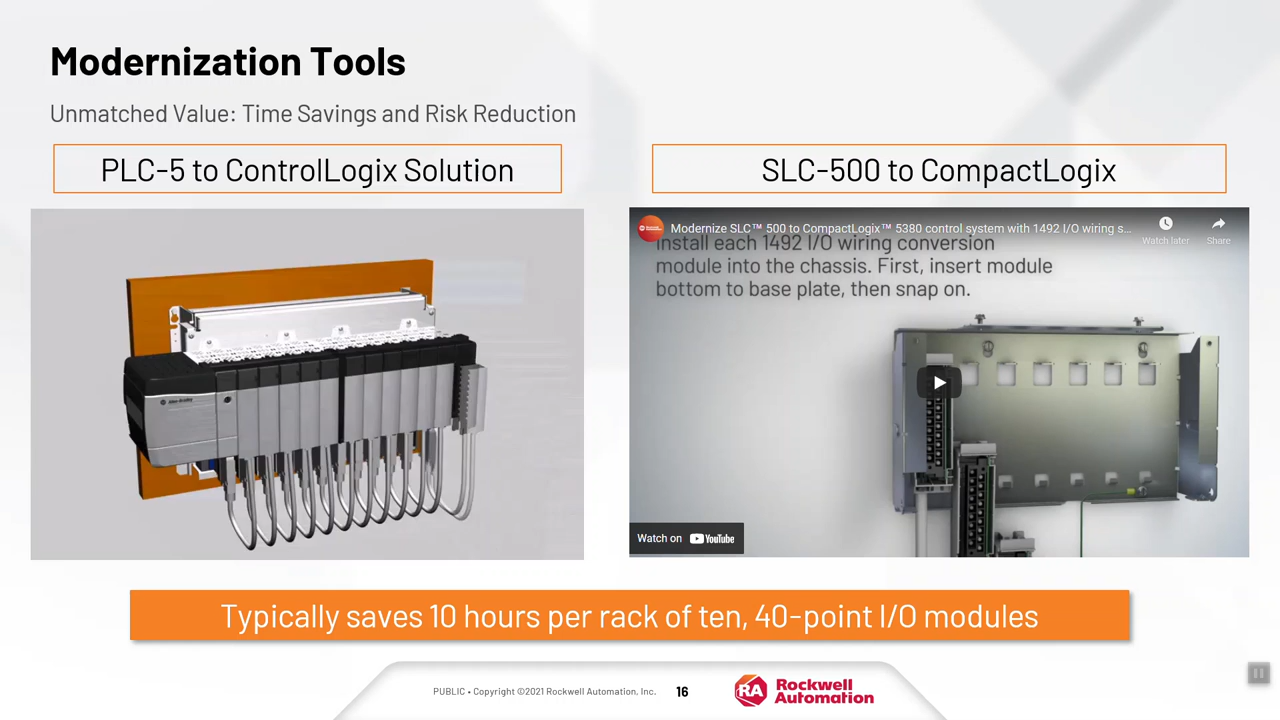 Modernization Tools
Unmatched Value: Time Savings and Risk Reduction
PLC-5 to ControlLogix Solution
SLC-500 to CompactLogix
Modernize SLC™ 500 to CompactLogix™ 5380 control system with 1492 I/O wiring s...
Watch later
Share
Install each 1492 I/O wiring conversion
module into the chassis. First, insert module
bottom to base plate, then snap on.
Allen-Bradley
Watch on YouTube
Typically saves 10 hours per rack of ten, 40-point I/O modules
PUBLIC • Copyright ©2021 Rockwell Automation, Inc.
16
RA
Rockwell
Automation